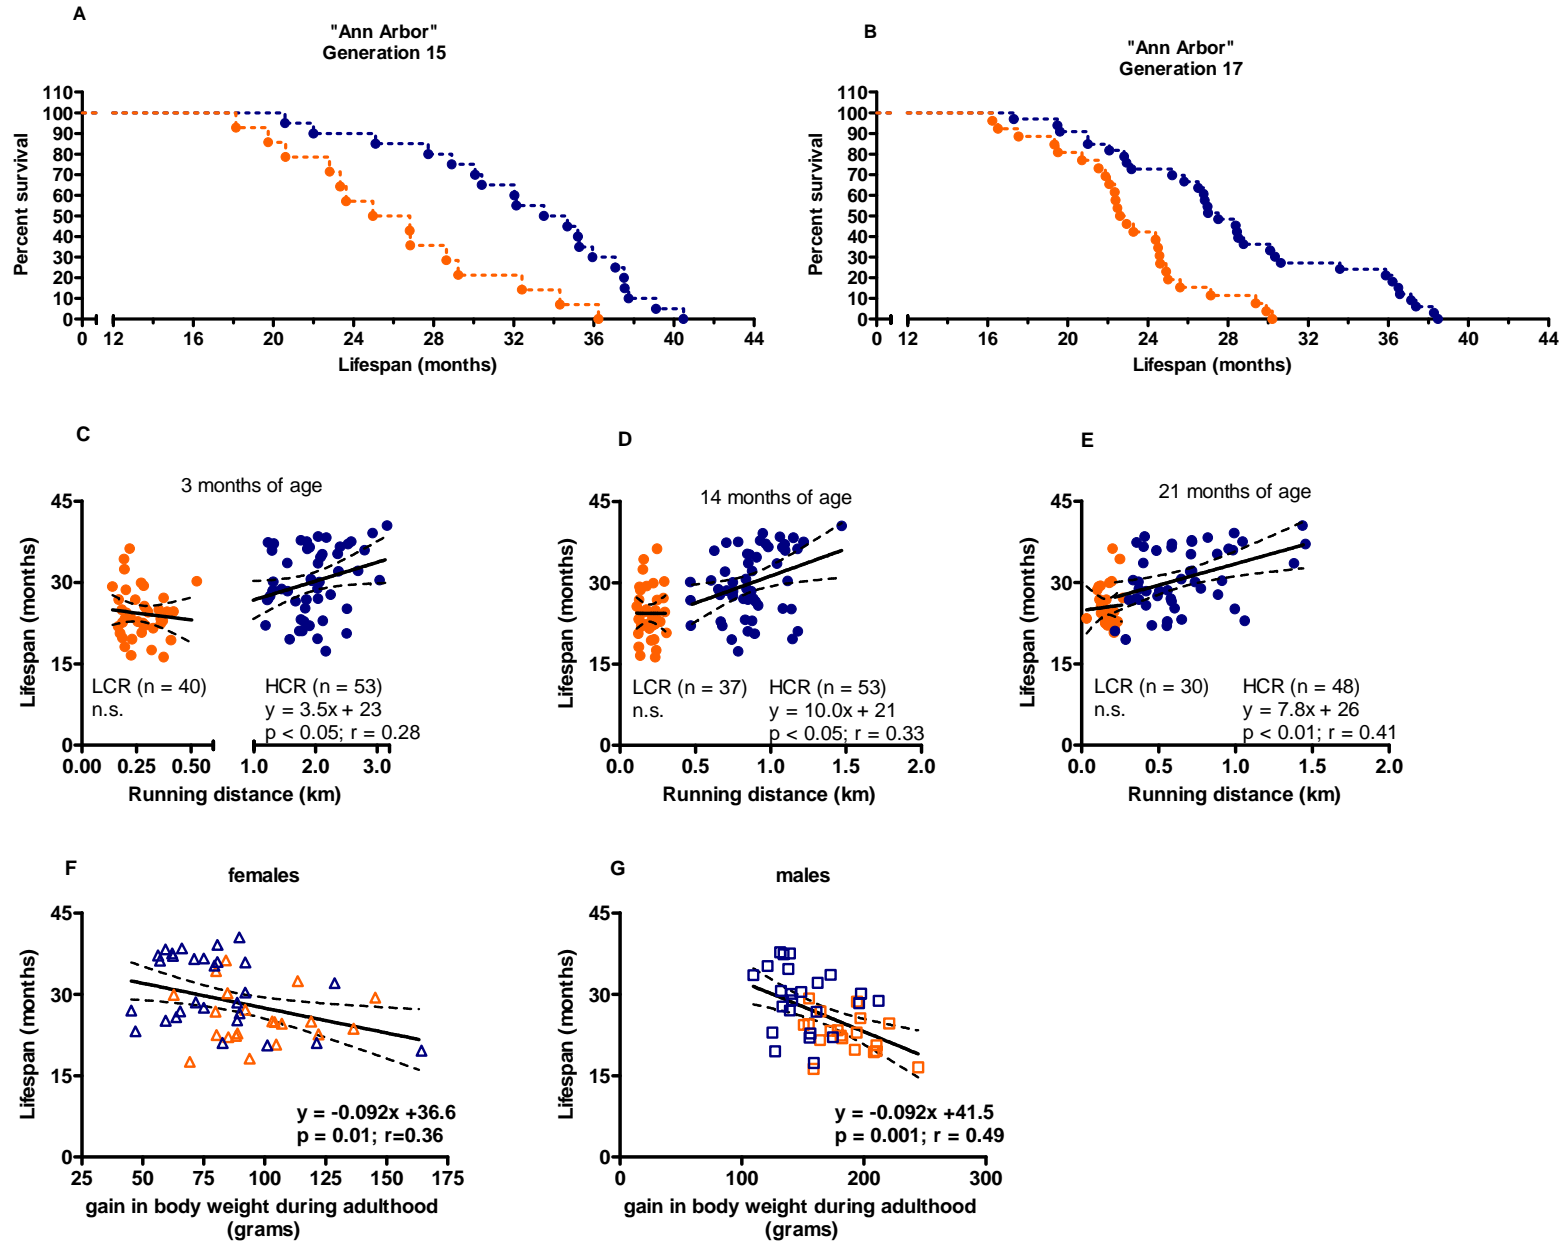 A
"Ann Arbor"
Generation 15
110
100
90
80
70
60
50
40
30
20
10
0
Percent survival
0 12 16 20 24 28 32 36 40 44
Lifespan (months)
B
"Ann Arbor"
Generation 17
110
100
90
80
70
60
50
40
30
20
10
0
Percent survival
0 12 16 20 24 28 32 36 40 44
Lifespan (months)
C
3 months of age
45
30
15
0
Lifespan (months)
LCR (n = 40)
n.s.
HCR (n = 53)
y = 3.5x + 23
p < 0.05; r = 0.28
0.00 0.25 0.50 1.0 2.0 3.0
Running distance (km)
D
14 months of age
45
30
15
0
Lifespan (months)
LCR (n = 37)
n.s.
HCR (n = 53)
y = 10.0x + 21
p < 0.05; r = 0.33
0.0 0.5 1.0 1.5 2.0
Running distance (km)
E
21 months of age
45
30
15
0
Lifespan (months)
LCR (n = 30)
n.s.
HCR (n = 48)
y = 7.8x + 26
p < 0.01; r = 0.41
0.0 0.5 1.0 1.5 2.0
Running distance (km)
F
females
45
30
15
0
Lifespan (months)
y = -0.092x +36.6
p = 0.01; r=0.36
25 50 75 100 125 150 175
gain in body weight during adulthood
(grams)
G
males
45
30
15
0
Lifespan (months)
y = -0.092x +41.5
p = 0.001; r = 0.49
0 100 200 300
gain in body weight during adulthood
(grams)